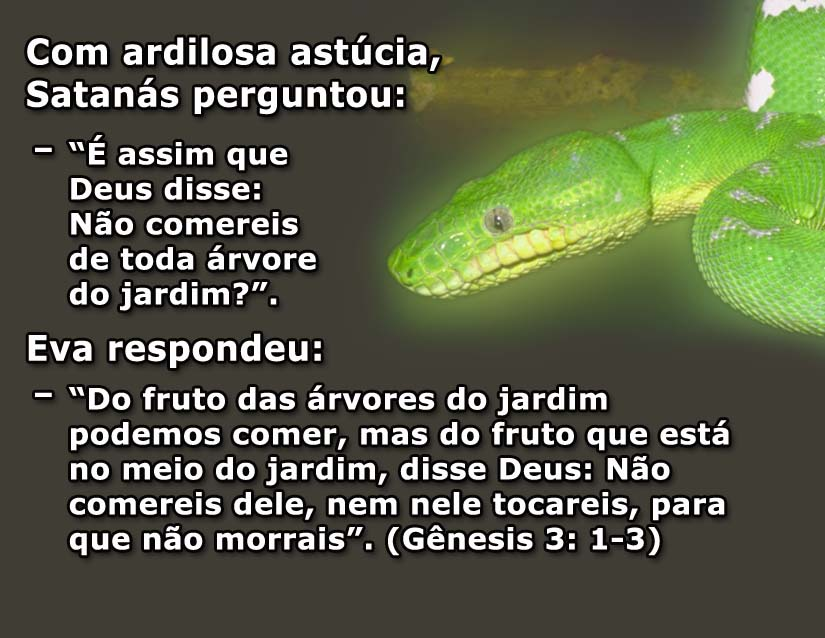 Com ardilosa astúcia,
Satanás perguntou:
– “É assim que
Deus disse:
Não comereis
de toda árvore
do jardim?”.
Eva respondeu:
– “Do fruto das árvores do jardim
podemos comer, mas do fruto que está
no meio do jardim, disse Deus: Não
comereis dele, nem nele tocareis, para
que não morrais”. (Gênesis 3: 1-3)